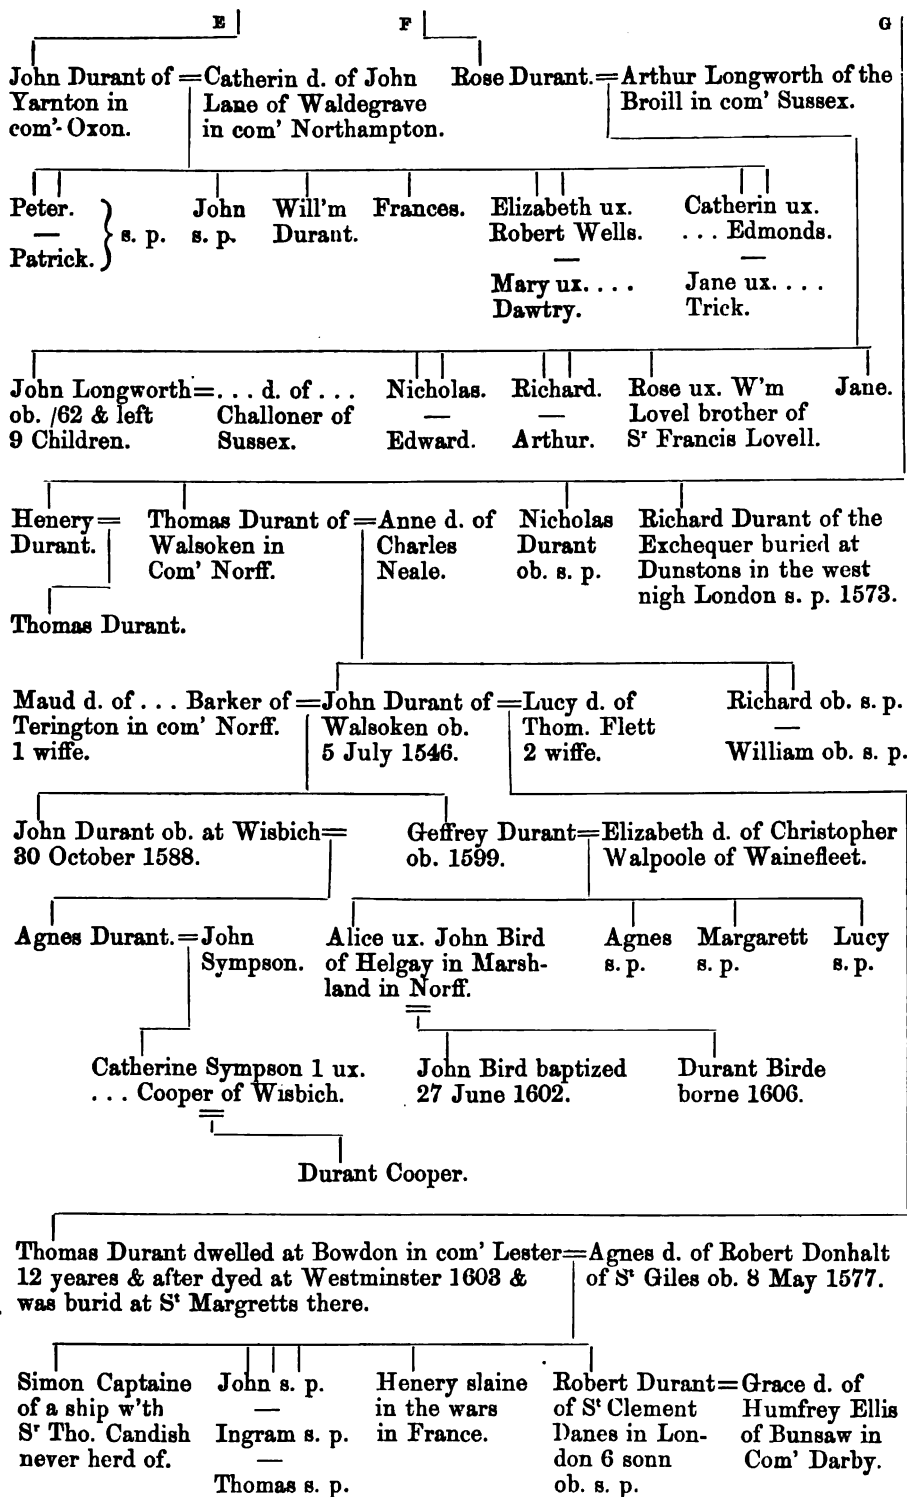 E F G
John Durant of = Catherin d. of John Rose Durant. = Arthur Longworth of the
Yarnton in Lane of Waldegrave Broill in com' Sussex.
com'- Oxon. in com' Northampton.
Peter. John Will'm Frances. Elizabeth ux. Catherin ux.
— } s. p. s. p. Durant. Robert Wells. ... Edmonds.
Patrick. — —
Mary ux. . . . Jane ux. . . .
Dawtry. Trick.
John Longworth = . . . d. of . . . Nicholas. Richard. Rose ux. W'm Jane.
ob. /62 & left Challoner of — — Lovel brother of
9 Children. Sussex. Edward. Arthur. Sr Francis Lovell.
Henery = Thomas Durant of = Anne d. of Nicholas Richard Durant of the
Durant. Walsoken in Charles Durant Exchequer buried at
Com' Norff. Neale. ob. s. p. Dunstons in the west
nigh London s. p. 1573.
Thomas Durant.
Maud d. of . . . Barker of = John Durant of = Lucy d. of Richard ob. s. p.
Terington in com' Norff. Walsoken ob. Thom. Flett —
1 wiffe. 5 July 1546. 2 wiffe. William ob. s. p.
John Durant ob. at Wisbich = Geffrey Durant = Elizabeth d. of Christopher
30 October 1588. ob. 1599. Walpoole of Wainefleet.
Agnes Durant. = John Alice ux. John Bird Agnes Margarett Lucy
Sympson. of Helgay in Marsh- s. p. s. p. s. p.
land in Norff.
=
Catherine Sympson 1 ux. John Bird baptized Durant Birde
. . . Cooper of Wisbich. 27 June 1602. borne 1606.
=
Durant Cooper.
Thomas Durant dwelled at Bowdon in com' Lester = Agnes d. of Robert Donhalt
12 yeares & after dyed at Westminster 1603 & of St Giles ob. 8 May 1577.
was burid at St Margretts there.
Simon Captaine John s. p. Henery slaine Robert Durant = Grace d. of
of a ship w'th — in the wars of St Clement Humfrey Ellis
Sr Tho. Candish Ingram s. p. in France. Danes in Lon- of Bunsaw in
never herd of. — don 6 sonn Com' Darby.
Thomas s. p. ob. s. p.